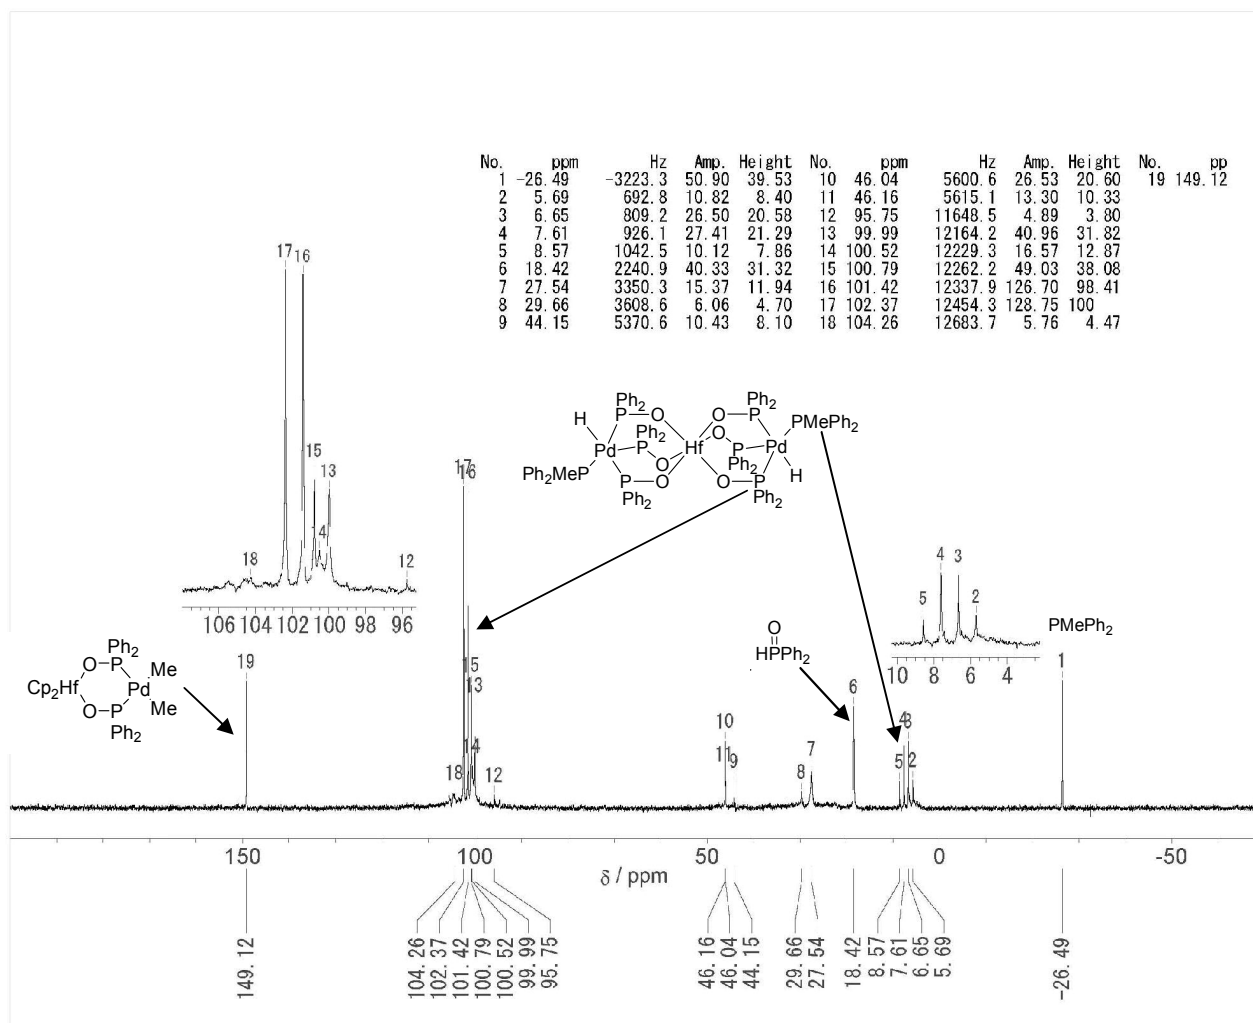 No. ppm Hz Amp. Height No. ppm Hz Amp. Height No. pp
1 -26.49 -3223.3 50.90 39.53 10 46.04 5600.6 26.53 20.60 19 149.12
2 5.69 692.8 10.82 8.40 11 46.16 5615.1 13.30 10.33
3 6.65 809.2 26.50 20.58 12 95.75 11648.5 4.89 3.80
4 7.61 926.1 27.41 21.29 13 99.99 12164.2 40.96 31.82
5 8.57 1042.5 10.12 7.86 14 100.52 12229.3 16.57 12.87
6 18.42 2240.9 40.33 31.32 15 100.79 12262.2 49.03 38.08
7 27.54 3350.3 15.37 11.94 16 101.42 12337.9 126.70 98.41
8 29.66 3608.6 6.06 4.70 17 102.37 12454.3 128.75 100
9 44.15 5370.6 10.43 8.10 18 104.26 12683.7 5.76 4.47
17 16
15
13
4
18
12
106 104 102 100 98 96
Ph2 Ph2
H P O O P PMePh2
Ph2 O
Pd P Hf P Pd
O Ph2 H
Ph2MeP P O O P
Ph2 Ph2
17
16
15
13
14
18 12
4 3
5 2
10 8 6 4
O
HPPh2
PMePh2
1
Ph2
O P Me
Cp2Hf Pd
O P Me
Ph2
19
10
11 9
8 7
6
5 4 3 2
150 100 50 0 -50
δ / ppm
149.12
104.26
102.37
101.42
100.79
100.52
99.99
95.75
46.16
46.04
44.15
29.66
27.54
18.42
8.57
7.61
6.65
5.69
-26.49